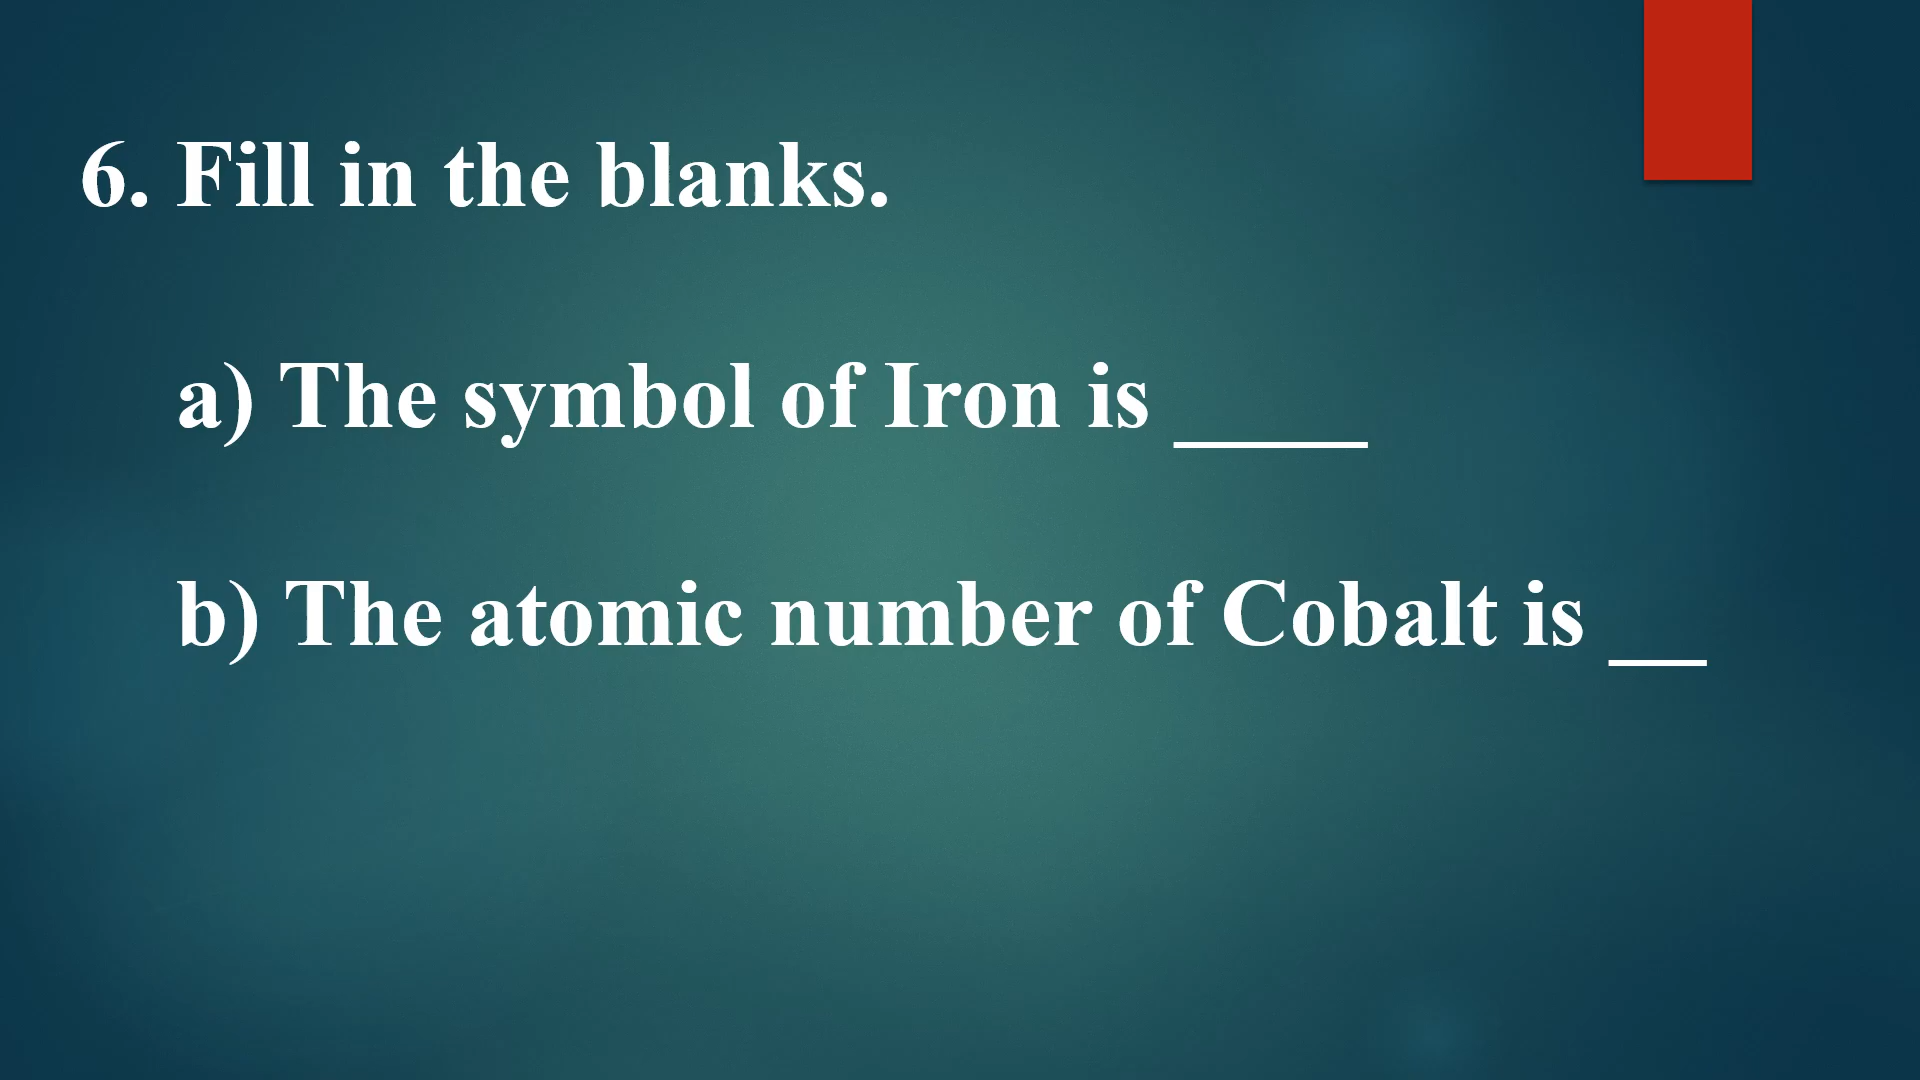 6. Fill in the blanks.
a) The symbol of Iron is ____
b) The atomic number of Cobalt is __